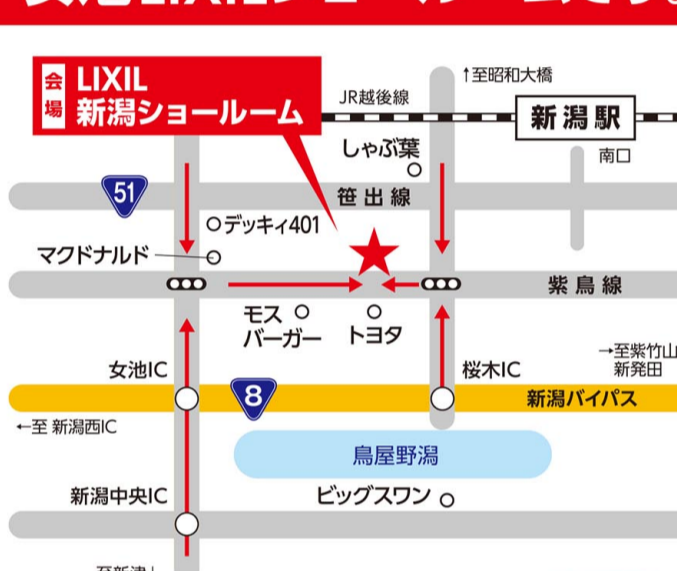 LIXIL
会場
LIXIL
新潟ショールーム
↑至昭和大橋
JR越後線
新潟駅
しゃぶ葉
南口
51
笹出線
デッキィ401
マクドナルド
紫鳥線
モス
バーガー
トヨタ
→至紫竹山
新発田
女池IC
桜木IC
8
新潟バイパス
←至 新潟西IC
鳥屋野潟
新潟中央IC
ビッグスワン